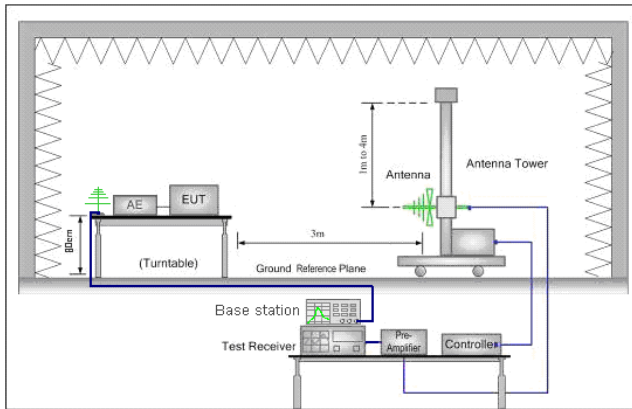 1m to 4m
Antenna Tower
Antenna
AE
EUT
80cm
3m
(Turntable)
Ground Reference Plane
Base station
Test Receiver
Pre-
Amplifier
Controller